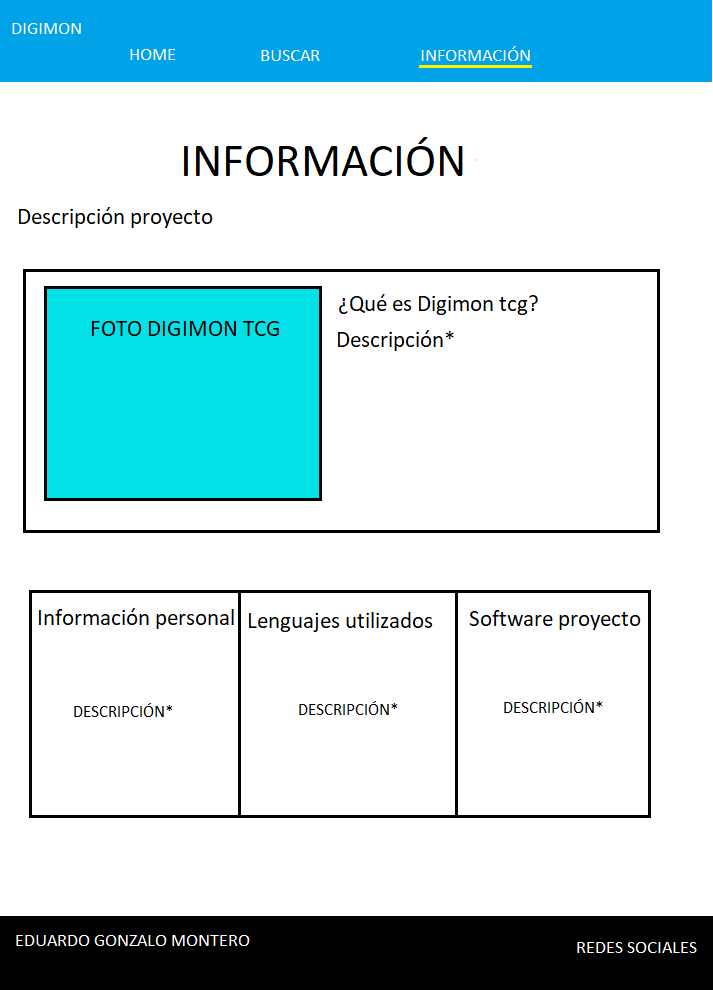 DIGIMON
HOME BUSCAR INFORMACIÓN
INFORMACIÓN
Descripción proyecto
FOTO DIGIMON TCG
¿Qué es Digimon tcg?
Descripción*
Información personal
DESCRIPCIÓN*
Lenguajes utilizados
DESCRIPCIÓN*
Software proyecto
DESCRIPCIÓN*
EDUARDO GONZALO MONTERO
REDES SOCIALES